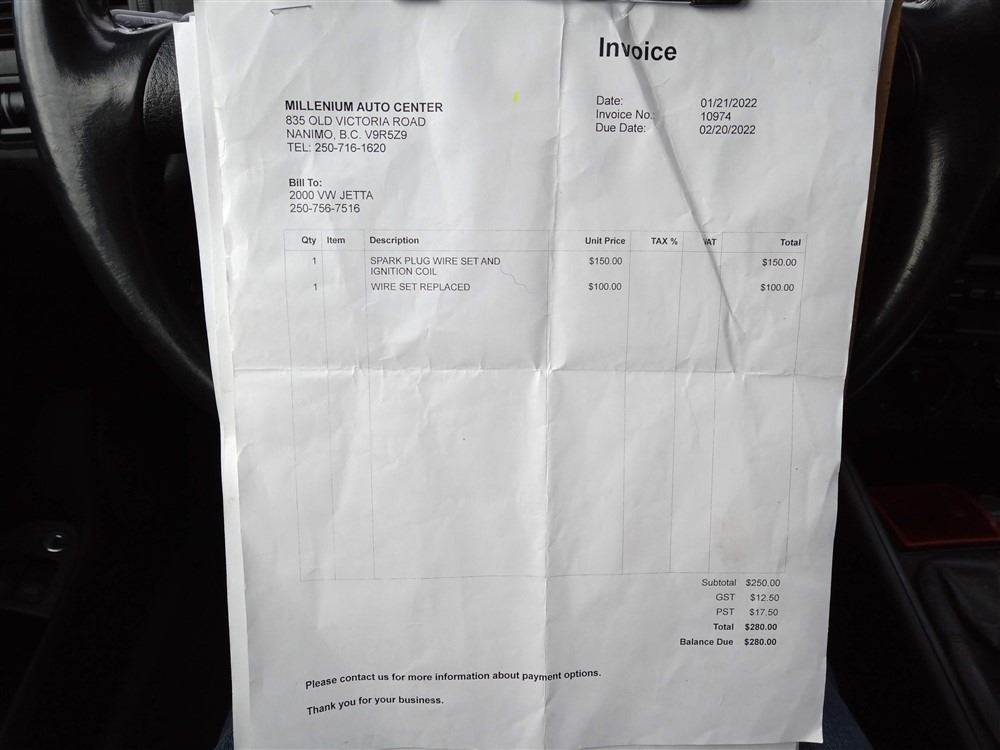 Invoice
MILLENIUM AUTO CENTER
835 OLD VICTORIA ROAD
NANIMO, B.C. V9R5Z9
TEL: 250-716-1620
Date: 01/21/2022
Invoice No.: 10974
Due Date: 02/20/2022
Bill To:
2000 VW JETTA
250-756-7516
Qty Item Description Unit Price TAX % VAT Total
1 SPARK PLUG WIRE SET AND $150.00 $150.00
IGNITION COIL
1 WIRE SET REPLACED $100.00 $100.00
Subtotal $250.00
GST $12.50
PST $17.50
Total $280.00
Balance Due $280.00
Please contact us for more information about payment options.
Thank you for your business.